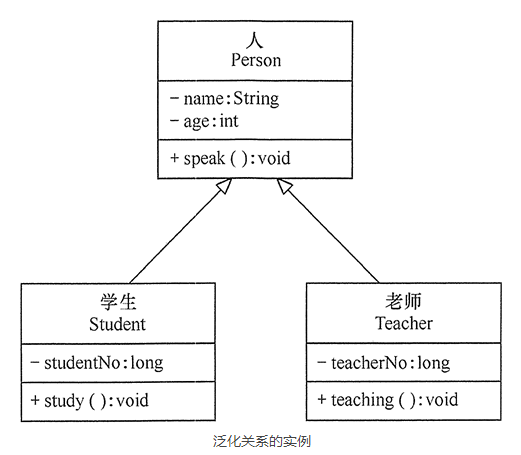 人
Person
- name:String
- age:int
+ speak ( ):void
学生
Student
- studentNo:long
+ study ( ):void
老师
Teacher
- teacherNo:long
+ teaching ( ):void
泛化关系的实例